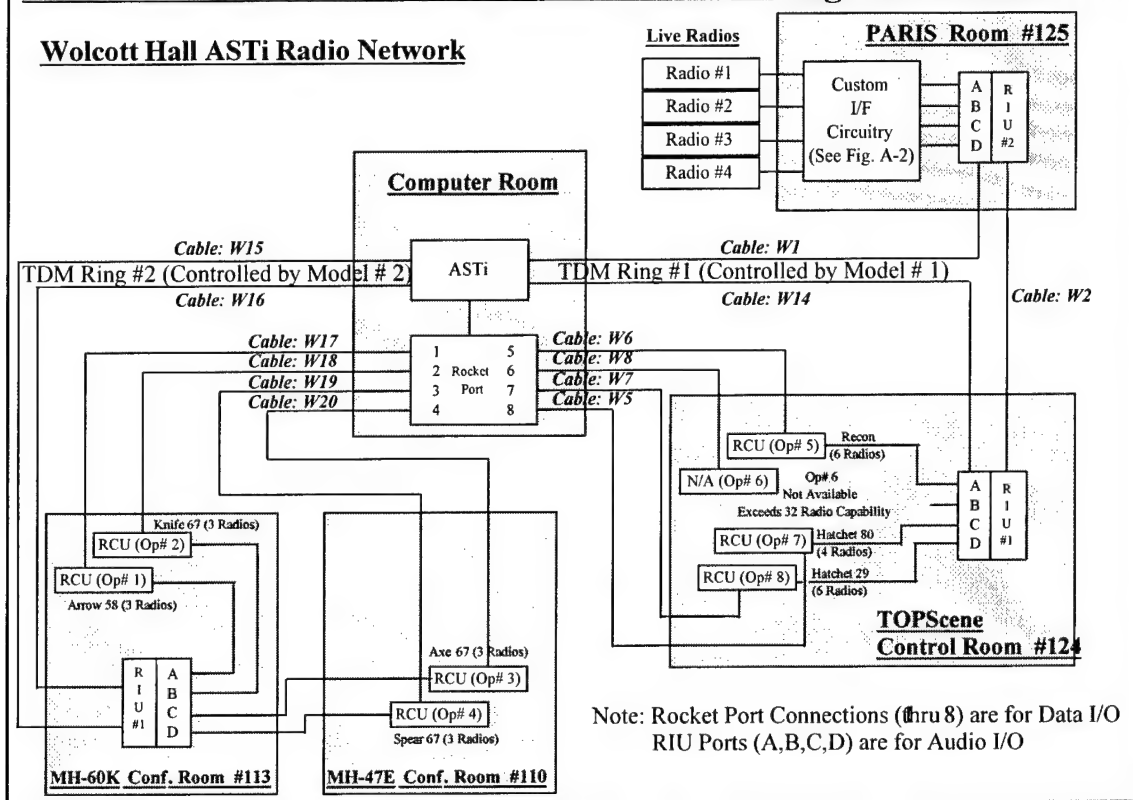 Wolcott Hall ASTi Radio Network
Live Radios
Radio #1
Radio #2
Radio #3
Radio #4
PARIS Room #125
Custom
I/F
Circuitry
(See Fig. A-2)
A
B
C
D
R
I
U
#2
Computer Room
ASTi
Cable: W15
TDM Ring #2 (Controlled by Model # 2)
Cable: W16
Cable: W1
TDM Ring #1 (Controlled by Model # 1)
Cable: W14
Cable: W2
Cable: W17
Cable: W18
Cable: W19
Cable: W20
1 5
2 Rocket 6
3 Port 7
4 8
Cable: W6
Cable: W8
Cable: W7
Cable: W5
RCU (Op# 5)
Recon
(6 Radios)
N/A (Op# 6)
Op# 6
Not Available
Exceeds 32 Radio Capability
RCU (Op# 7)
Hatchet 80
(4 Radios)
RCU (Op# 8)
Hatchet 29
(6 Radios)
A
B
C
D
R
I
U
#1
TOPScene
Control Room #124
Knife 67 (3 Radios)
RCU (Op# 2)
RCU (Op# 1)
Arrow 58 (3 Radios)
R
I
U
#1
A
B
C
D
MH-60K Conf. Room #113
Axe 67 (3 Radios)
RCU (Op# 3)
RCU (Op# 4)
Spear 67 (3 Radios)
MH-47E Conf. Room #110
Note: Rocket Port Connections (thru 8) are for Data I/O
RIU Ports (A,B,C,D) are for Audio I/O